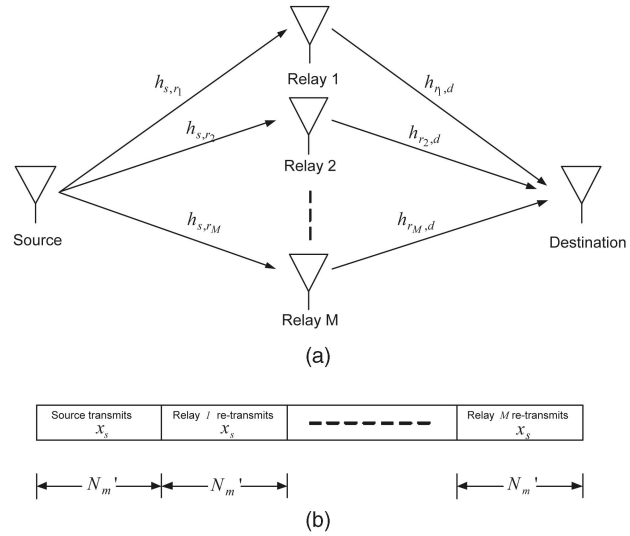 Relay 1
h_{s,r_1}
h_{r_1,d}
h_{s,r_2}
h_{r_2,d}
Relay 2
Source
Destination
h_{s,r_M}
h_{r_M,d}
Relay M
(a)
Source transmits
x_s
Relay 1 re-transmits
x_s
Relay M re-transmits
x_s
N_m'
N_m'
N_m'
(b)